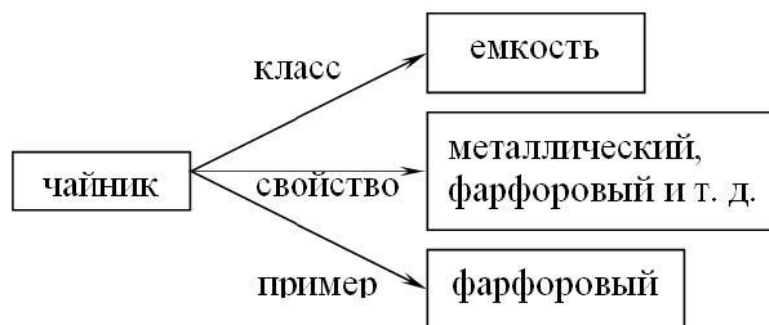 класс
емкость
чайник
свойство
металлический,
фарфоровый и т. д.
пример
фарфоровый